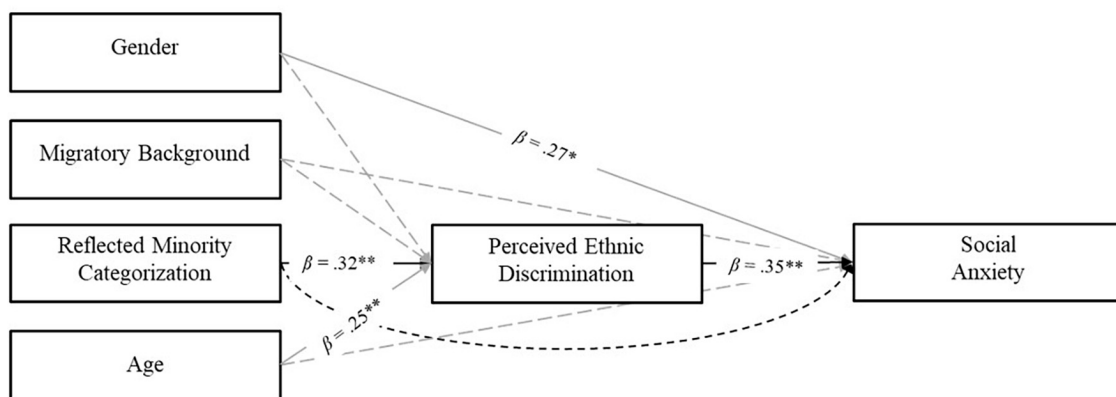 Gender
β = .27*
Migratory Background
Reflected Minority
Categorization
β = .32**
Perceived Ethnic
Discrimination
β = .35**
Social
Anxiety
β = .25**
Age